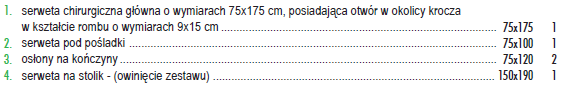 1. serweta chirurgiczna główna o wymiarach 75x175 cm, posiadająca otwór w okolicy krocza
w kształcie rombu o wymiarach 9x15 cm ........ 75x175 1
2. serweta pod pośladki ........ 75x100 1
3. osłony na kończyny ........ 75x120 2
4. serweta na stolik - (owinięcie zestawu) ........ 150x190 1